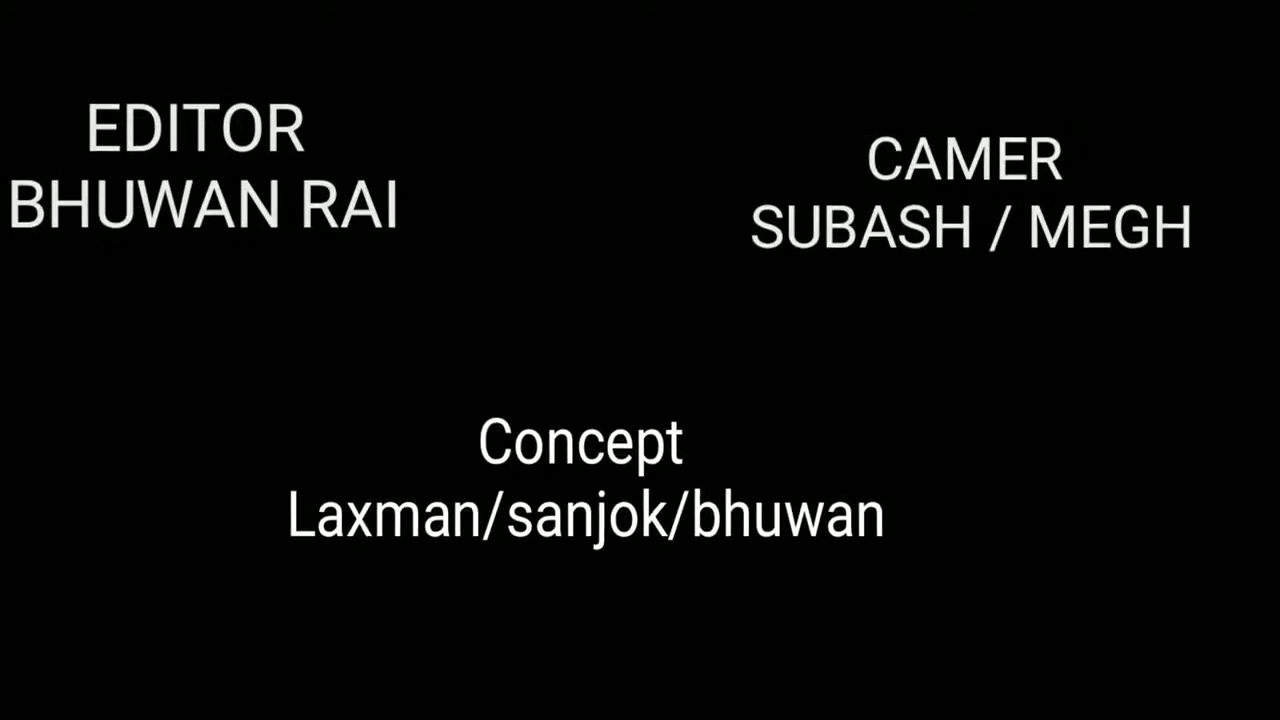 EDITOR
BHUWAN RAI
CAMER
SUBASH / MEGH
Concept
Laxman/sanjok/bhuwan